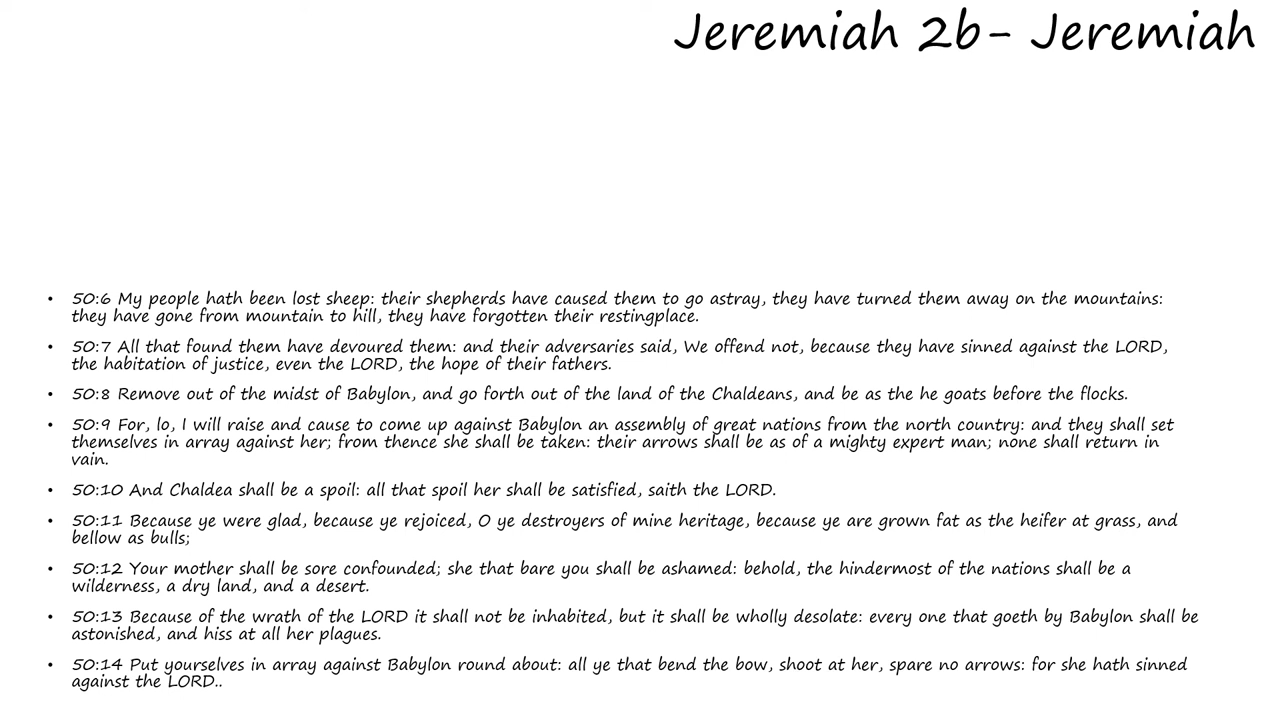 Jeremiah 2b- Jeremiah
• 50:6 My people hath been lost sheep: their shepherds have caused them to go astray, they have turned them away on the mountains:
they have gone from mountain to hill, they have forgotten their restingplace.
• 50:7 All that found them have devoured them: and their adversaries said, We offend not, because they have sinned against the LORD,
the habitation of justice, even the LORD, the hope of their fathers.
• 50:8 Remove out of the midst of Babylon, and go forth out of the land of the Chaldeans, and be as the he goats before the flocks.
• 50:9 For, lo, I will raise and cause to come up against Babylon an assembly of great nations from the north country: and they shall set
themselves in array against her; from thence she shall be taken: their arrows shall be as of a mighty expert man; none shall return in
vain.
• 50:10 And Chaldea shall be a spoil: all that spoil her shall be satisfied, saith the LORD.
• 50:11 Because ye were glad, because ye rejoiced, O ye destroyers of mine heritage, because ye are grown fat as the heifer at grass, and
bellow as bulls;
• 50:12 Your mother shall be sore confounded; she that bare you shall be ashamed: behold, the hindermost of the nations shall be a
wilderness, a dry land, and a desert.
• 50:13 Because of the wrath of the LORD it shall not be inhabited, but it shall be wholly desolate: every one that goeth by Babylon shall be
astonished, and hiss at all her plagues.
• 50:14 Put yourselves in array against Babylon round about: all ye that bend the bow, shoot at her, spare no arrows: for she hath sinned
against the LORD..